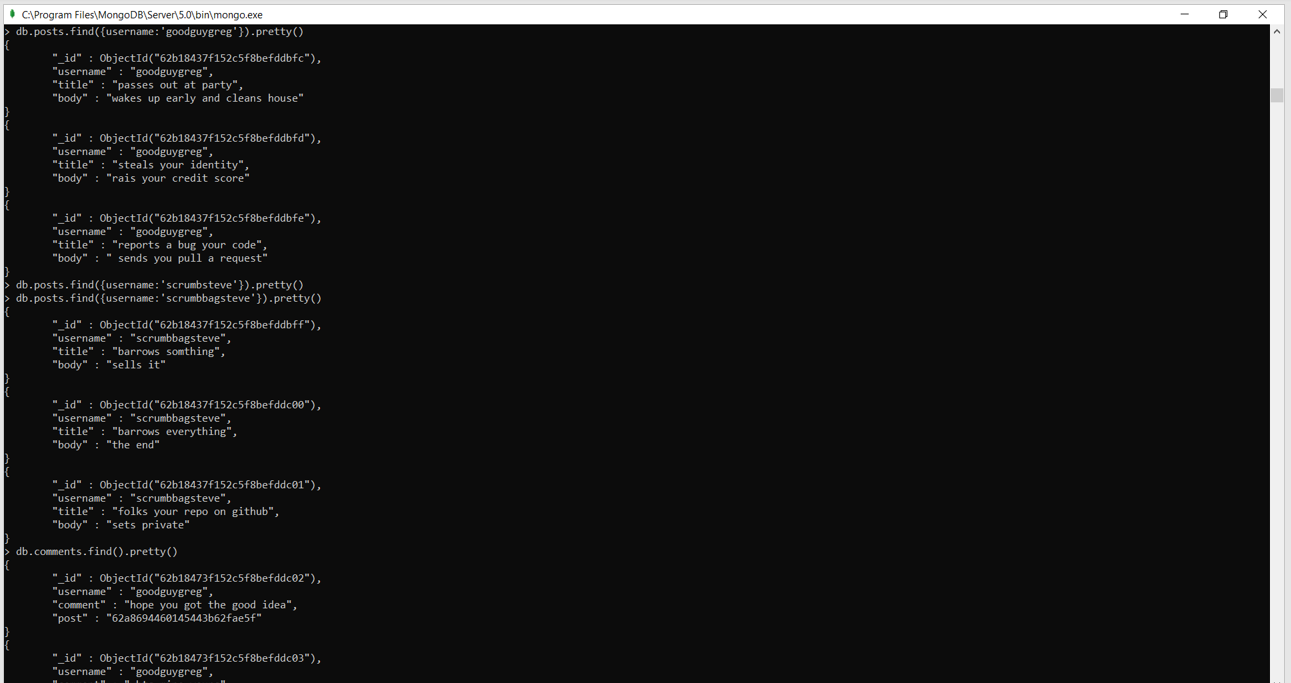 C:\Program Files\MongoDB\Server\5.0\bin\mongo.exe
> db.posts.find({username:'goodguygreg'}).pretty()
{
"_id" : ObjectId("62b18437f152c5f8befddbfc"),
"username" : "goodguygreg",
"title" : "passes out at party",
"body" : "wakes up early and cleans house"
}
{
"_id" : ObjectId("62b18437f152c5f8befddbfd"),
"username" : "goodguygreg",
"title" : "steals your identity",
"body" : "rais your credit score"
}
{
"_id" : ObjectId("62b18437f152c5f8befddbfe"),
"username" : "goodguygreg",
"title" : "reports a bug your code",
"body" : " sends you pull a request"
}
> db.posts.find({username:'scrumbsteve'}).pretty()
> db.posts.find({username:'scrumbbagsteve'}).pretty()
{
"_id" : ObjectId("62b18437f152c5f8befddbff"),
"username" : "scrumbbagsteve",
"title" : "barrows somthing",
"body" : "sells it"
}
{
"_id" : ObjectId("62b18437f152c5f8befddc00"),
"username" : "scrumbbagsteve",
"title" : "barrows everything",
"body" : "the end"
}
{
"_id" : ObjectId("62b18437f152c5f8befddc01"),
"username" : "scrumbbagsteve",
"title" : "folks your repo on github",
"body" : "sets private"
}
> db.comments.find().pretty()
{
"_id" : ObjectId("62b18473f152c5f8befddc02"),
"username" : "goodguygreg",
"comment" : "hope you got the good idea",
"post" : "62a8694460145443b62fae5f"
}
{
"_id" : ObjectId("62b18473f152c5f8befddc03"),
"username" : "goodguygreg",